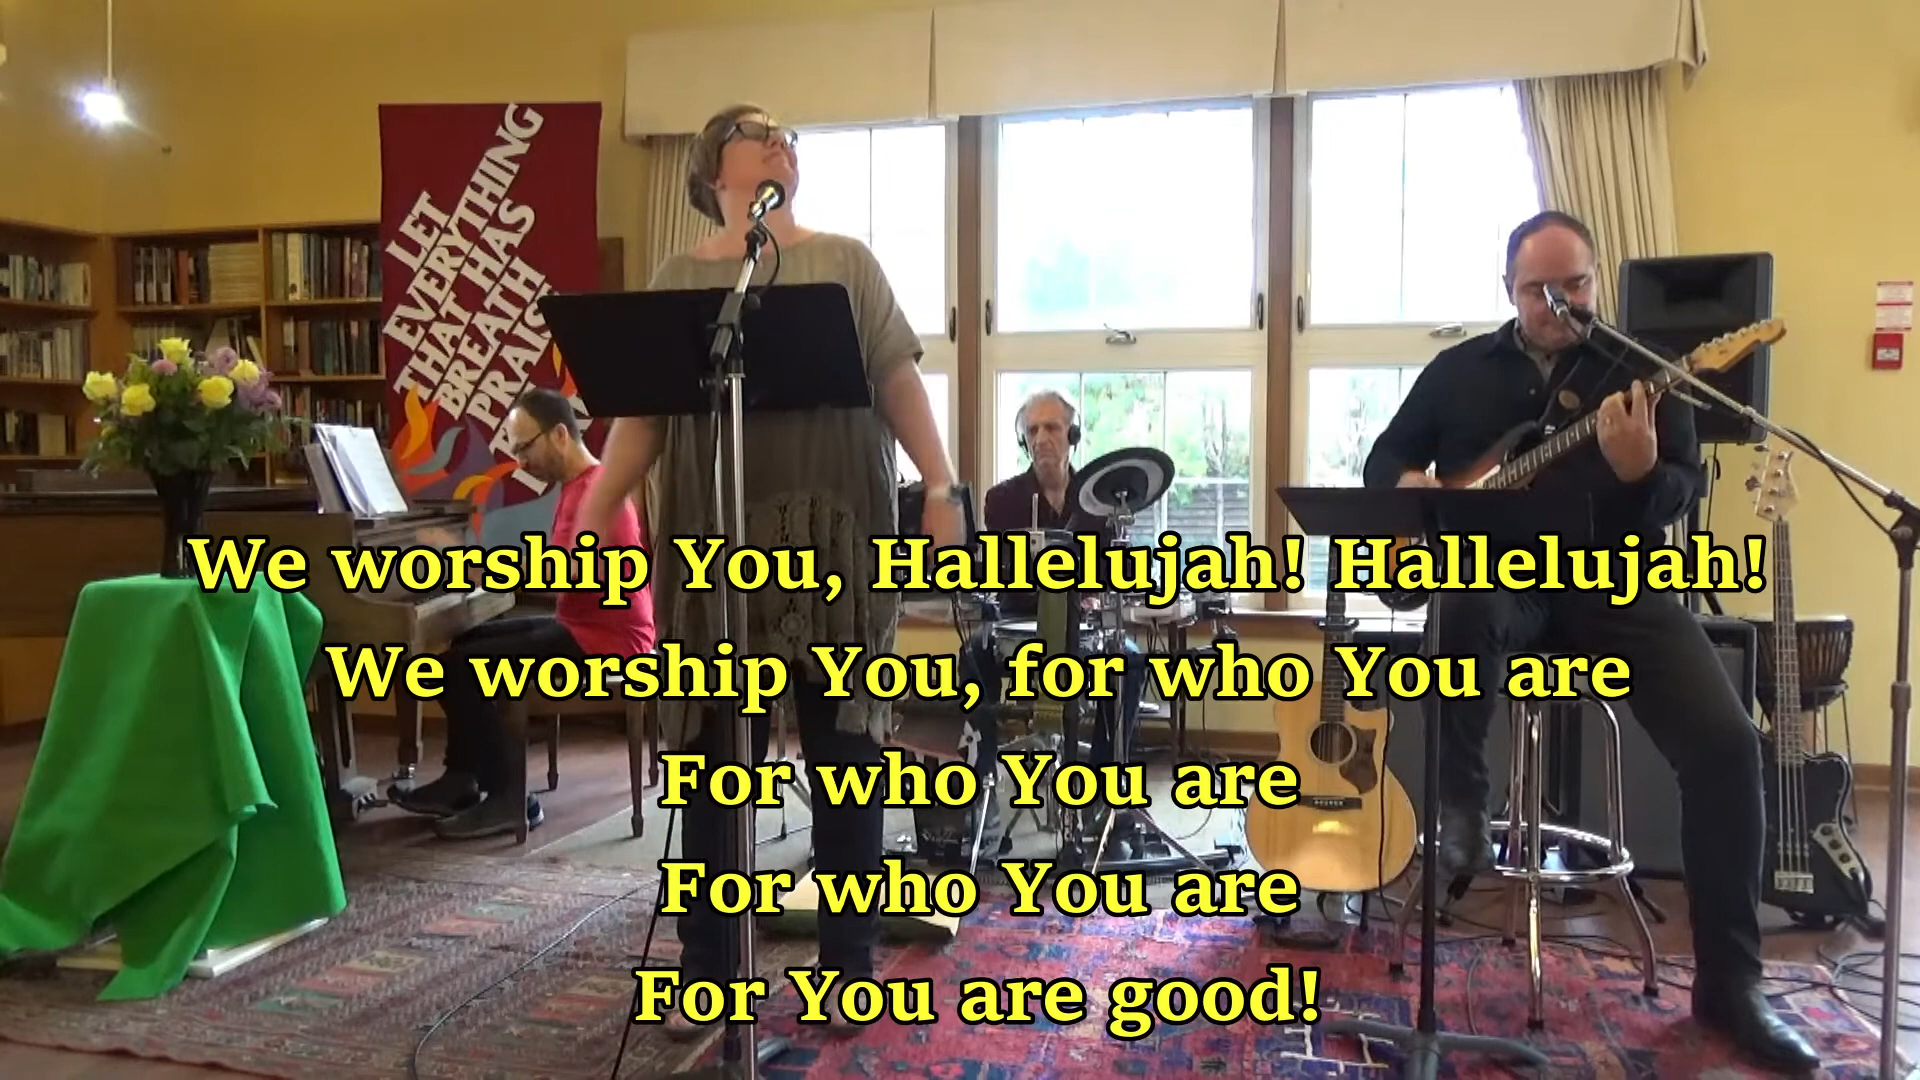 LET
EVERYTHING
THAT HAS
BREATH
PRAISE
We worship You, Hallelujah! Hallelujah!
We worship You, for who You are
For who You are
For who You are
For You are good!